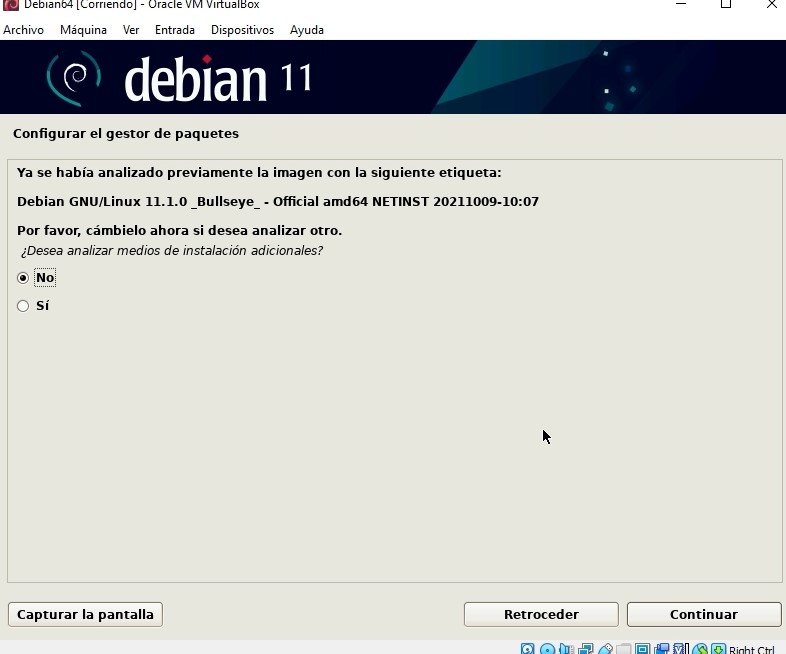 Debian64 [Corriendo] - Oracle VM VirtualBox
Archivo Máquina Ver Entrada Dispositivos Ayuda
debian 11
Configurar el gestor de paquetes
Ya se había analizado previamente la imagen con la siguiente etiqueta:
Debian GNU/Linux 11.1.0 _Bullseye_ - Official amd64 NETINST 20211009-10:07
Por favor, cámbielo ahora si desea analizar otro.
¿Desea analizar medios de instalación adicionales?
No
Sí
Capturar la pantalla Retroceder Continuar
Right Ctrl